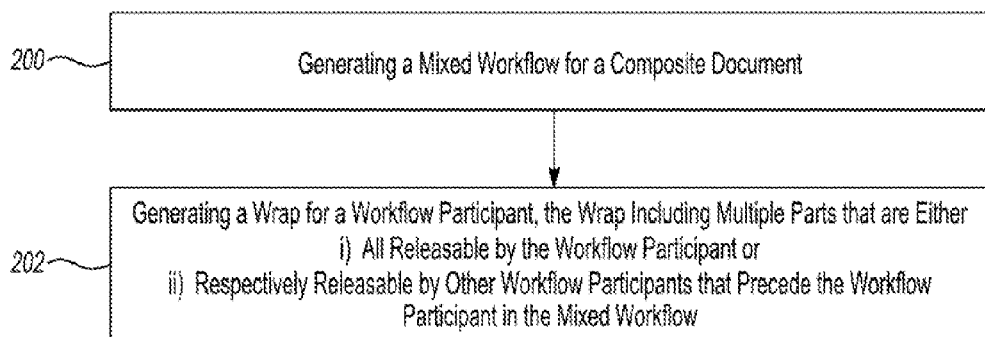 200
Generating a Mixed Workflow for a Composite Document
Generating a Wrap for a Workflow Participant, the Wrap Including Multiple Parts that are Either
i) All Releasable by the Workflow Participant or
202
ii) Respectively Releasable by Other Workflow Participants that Precede the Workflow
Participant in the Mixed Workflow